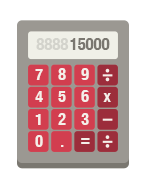 888815000
7 8 9 ÷
4 5 6 x
1 2 3 −
0 . = ÷